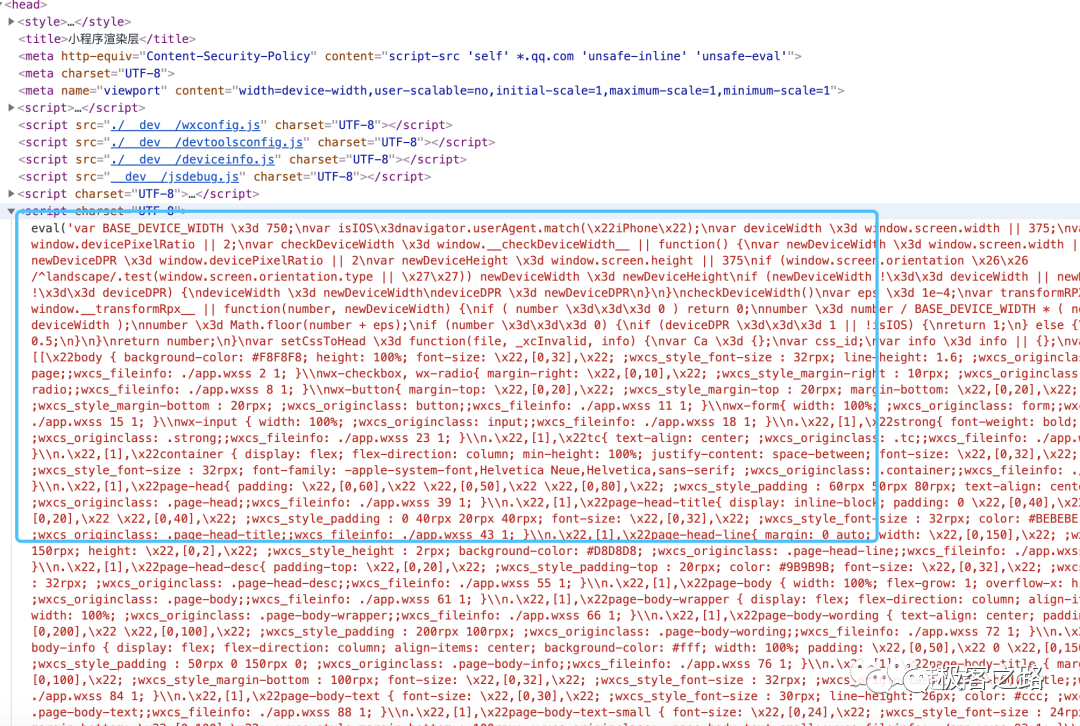 <head>
<style>…</style>
<title>小程序渲染层</title>
<meta http-equiv="Content-Security-Policy" content="script-src 'self' *.qq.com 'unsafe-inline' 'unsafe-eval'">
<meta charset="UTF-8">
<meta name="viewport" content="width=device-width,user-scalable=no,initial-scale=1,maximum-scale=1,minimum-scale=1">
<script>…</script>
<script src="./__dev__/wxconfig.js" charset="UTF-8"></script>
<script src="./__dev__/devtoolsconfig.js" charset="UTF-8"></script>
<script src="./__dev__/deviceinfo.js" charset="UTF-8"></script>
<script src="__dev__/jsdebug.js" charset="UTF-8"></script>
<script charset="UTF-8">…</script>
<script charset="UTF-8">
eval('var BASE_DEVICE_WIDTH \x3d 750;\nvar isIOS\x3dnavigator.userAgent.match(\x22iPhone\x22);\nvar deviceWidth \x3d window.screen.width || 375;\nva
window.devicePixelRatio || 2;\nvar checkDeviceWidth \x3d window.__checkDeviceWidth__ || function() {\nvar newDeviceWidth \x3d window.screen.width ||
newDeviceDPR \x3d window.devicePixelRatio || 2\nvar newDeviceHeight \x3d window.screen.height || 375\nif (window.screen.orientation \x26\x26
/^landscape/.test(window.screen.orientation.type || \x27\x27)) newDeviceWidth \x3d newDeviceHeight\nif (newDeviceWidth !\x3d\x3d deviceWidth || new
!\x3d\x3d deviceDPR) {\ndeviceWidth \x3d newDeviceWidth\ndeviceDPR \x3d newDeviceDPR\n}\n}\ncheckDeviceWidth()\nvar eps \x3d 1e-4;\nvar transformRPX
window.__transformRpx__ || function(number, newDeviceWidth) {\nif ( number \x3d\x3d\x3d 0 ) return 0;\nnumber \x3d number / BASE_DEVICE_WIDTH * ( ne
deviceWidth );\nnumber \x3d Math.floor(number + eps);\nif (number \x3d\x3d\x3d 0) {\nif (deviceDPR \x3d\x3d\x3d 1 || !isIOS) {\nreturn 1;\n} else {
0.5;\n}\n}\nreturn number;\n}\nvar setCssToHead \x3d function(file, _xcInvalid, info) {\nvar Ca \x3d {};\nvar css_id;\nvar info \x3d info || {};\nva
[[\x22body { background-color: #F8F8F8; height: 100%; font-size: \x22,[0,32],\x22; ;wxcs_style_font-size : 32rpx; line-height: 1.6; ;wxcs_originclas
page;;wxcs_fileinfo: ./app.wxss 2 1; }\\nwx-checkbox, wx-radio{ margin-right: \x22,[0,10],\x22; ;wxcs_style_margin-right : 10rpx; ;wxcs_originclass
radio;;wxcs_fileinfo: ./app.wxss 8 1; }\\nwx-button{ margin-top: \x22,[0,20],\x22; ;wxcs_style_margin-top : 20rpx; margin-bottom: \x22,[0,20],\x22;
;wxcs_style_margin-bottom : 20rpx; ;wxcs_originclass: button;;wxcs_fileinfo: ./app.wxss 11 1; }\\nwx-form{ width: 100%; ;wxcs_originclass: form;;wx
./app.wxss 15 1; }\\nwx-input { width: 100%; ;wxcs_originclass: input;;wxcs_fileinfo: ./app.wxss 18 1; }\\n.\x22,[1],\x22strong{ font-weight: bold;
;wxcs_originclass: .strong;;wxcs_fileinfo: ./app.wxss 23 1; }\\n.\x22,[1],\x22tc{ text-align: center; ;wxcs_originclass: .tc;;wxcs_fileinfo: ./app.
}\\n.\x22,[1],\x22container { display: flex; flex-direction: column; min-height: 100%; justify-content: space-between; font-size: \x22,[0,32],\x22;
;wxcs_style_font-size : 32rpx; font-family: -apple-system-font,Helvetica Neue,Helvetica,sans-serif; ;wxcs_originclass: .container;;wxcs_fileinfo: .
}\\n.\x22,[1],\x22page-head{ padding: \x22,[0,60],\x22 \x22,[0,50],\x22 \x22,[0,80],\x22; ;wxcs_style_padding : 60rpx 50rpx 80rpx; text-align: cent
;wxcs_originclass: .page-head;;wxcs_fileinfo: ./app.wxss 39 1; }\\n.\x22,[1],\x22page-head-title{ display: inline-block; padding: 0 \x22,[0,40],\x2
[0,20],\x22 \x22,[0,40],\x22; ;wxcs_style_padding : 0 40rpx 20rpx 40rpx; font-size: \x22,[0,32],\x22; ;wxcs_style_font-size : 32rpx; color: #BEBEBE
;wxcs_originclass: .page-head-title;;wxcs_fileinfo: ./app.wxss 43 1; }\\n.\x22,[1],\x22page-head-line{ margin: 0 auto; width: \x22,[0,150],\x22; ;w
150rpx; height: \x22,[0,2],\x22; ;wxcs_style_height : 2rpx; background-color: #D8D8D8; ;wxcs_originclass: .page-head-line;;wxcs_fileinfo: ./app.wxs
}\\n.\x22,[1],\x22page-head-desc{ padding-top: \x22,[0,20],\x22; ;wxcs_style_padding-top : 20rpx; color: #9B9B9B; font-size: \x22,[0,32],\x22; ;wxc
: 32rpx; ;wxcs_originclass: .page-head-desc;;wxcs_fileinfo: ./app.wxss 55 1; }\\n.\x22,[1],\x22page-body { width: 100%; flex-grow: 1; overflow-x: h
;wxcs_originclass: .page-body;;wxcs_fileinfo: ./app.wxss 61 1; }\\n.\x22,[1],\x22page-body-wrapper { display: flex; flex-direction: column; align-it
width: 100%; ;wxcs_originclass: .page-body-wrapper;;wxcs_fileinfo: ./app.wxss 66 1; }\\n.\x22,[1],\x22page-body-wording { text-align: center; paddin
[0,200],\x22 \x22,[0,100],\x22; ;wxcs_style_padding : 200rpx 100rpx; ;wxcs_originclass: .page-body-wording;;wxcs_fileinfo: ./app.wxss 72 1; }\\n.\x
body-info { display: flex; flex-direction: column; align-items: center; background-color: #fff; width: 100%; padding: \x22,[0,50],\x22 0 \x22,[0,150
;wxcs_style_padding : 50rpx 0 150rpx 0; ;wxcs_originclass: .page-body-info;;wxcs_fileinfo: ./app.wxss 76 1; }\\n.\x22,[1],\x22page-body-title { mar
[0,100],\x22; ;wxcs_style_margin-bottom : 100rpx; font-size: \x22,[0,32],\x22; ;wxcs_style_font-size : 32rpx; ;wxcs_originclass:
./app.wxss 84 1; }\\n.\x22,[1],\x22page-body-text { font-size: \x22,[0,30],\x22; ;wxcs_style_font-size : 30rpx; line-height: 26px; color: #ccc;
page-body-text;;wxcs_fileinfo: ./app.wxss 88 1; }\\n.\x22,[1],\x22page-body-text-small { font-size: \x22,[0,24],\x22; ;wxcs_style_font-size : 24rp